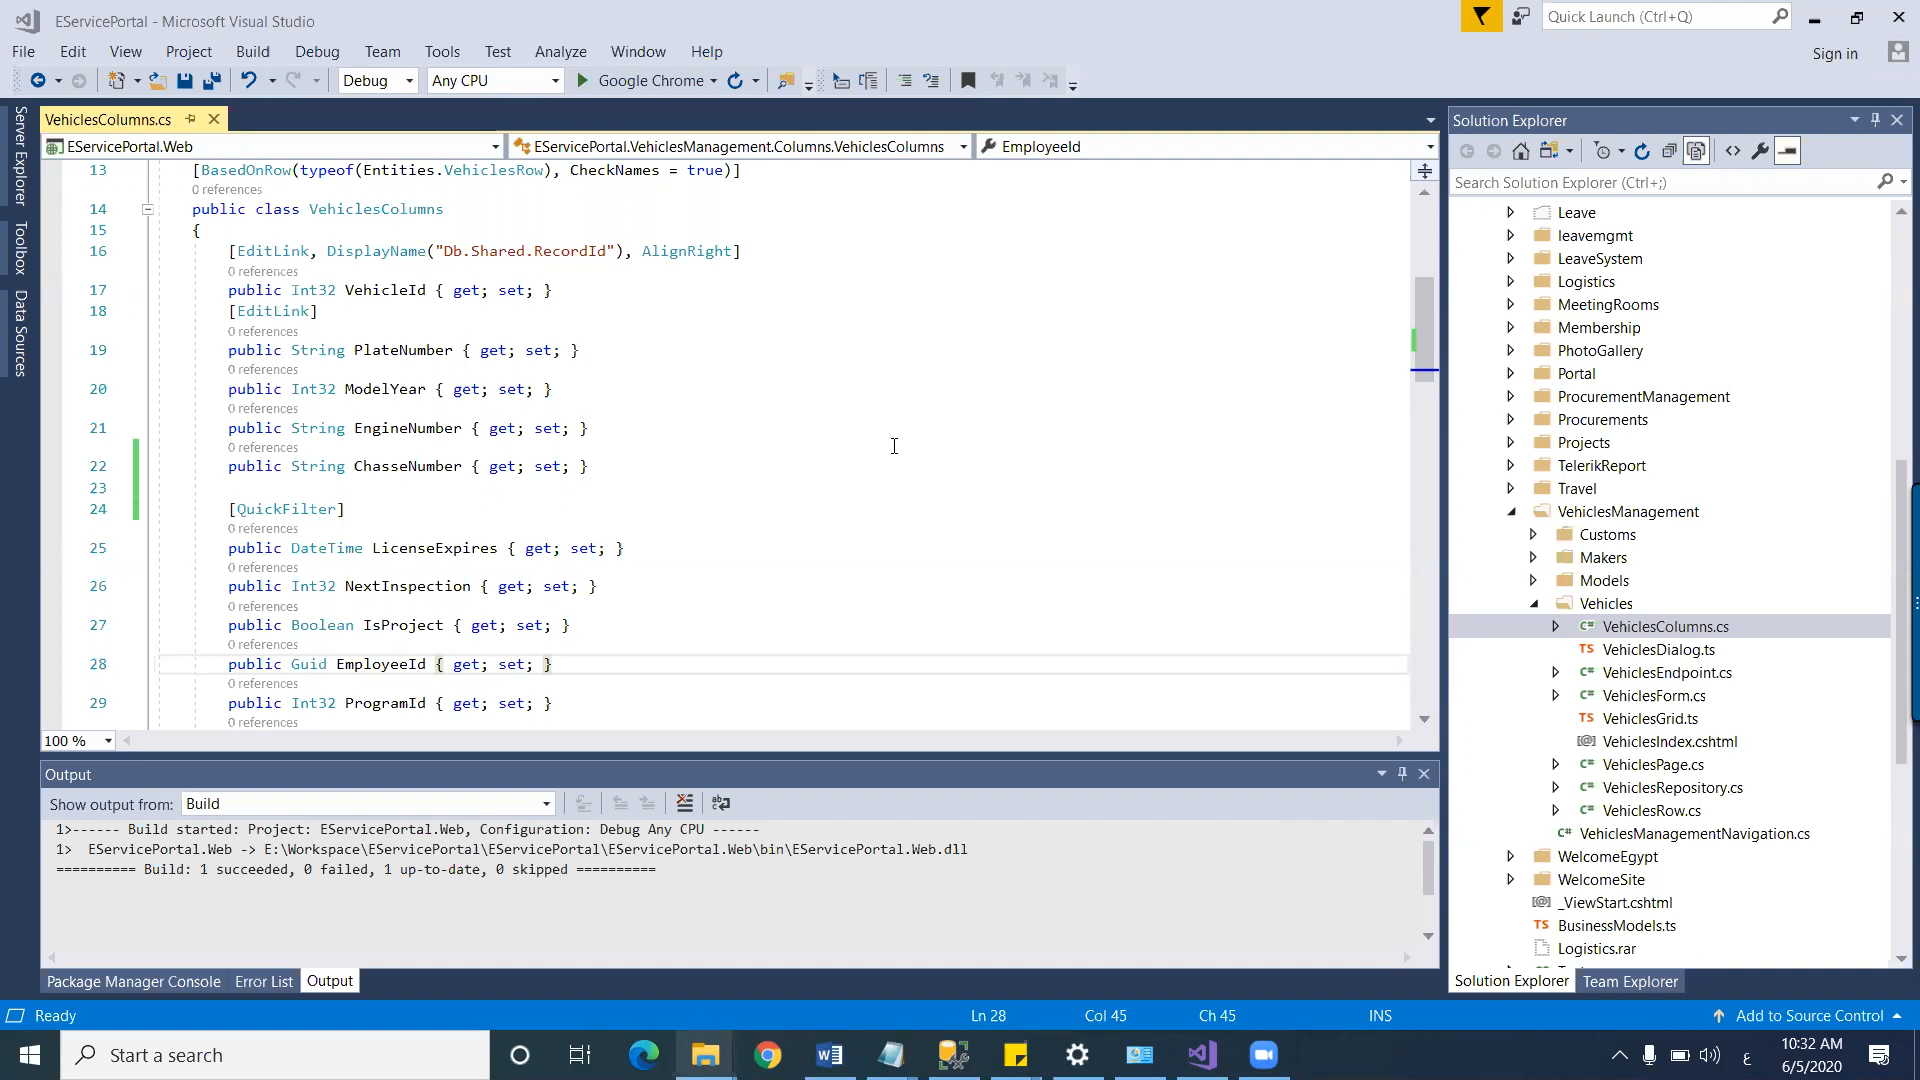 EServicePortal - Microsoft Visual Studio
Quick Launch (Ctrl+Q)
File Edit View Project Build Debug Team Tools Test Analyze Window Help
Sign in
Debug Any CPU Google Chrome
Server Explorer
Toolbox
Data Sources
VehiclesColumns.cs
EServicePortal.Web EServicePortal.VehiclesManagement.Columns.VehiclesColumns EmployeeId
13 [BasedOnRow(typeof(Entities.VehiclesRow), CheckNames = true)]
0 references
14 public class VehiclesColumns
15 {
16 [EditLink, DisplayName("Db.Shared.RecordId"), AlignRight]
0 references
17 public Int32 VehicleId { get; set; }
18 [EditLink]
0 references
19 public String PlateNumber { get; set; }
0 references
20 public Int32 ModelYear { get; set; }
0 references
21 public String EngineNumber { get; set; }
0 references
22 public String ChasseNumber { get; set; }
23
24 [QuickFilter]
0 references
25 public DateTime LicenseExpires { get; set; }
0 references
26 public Int32 NextInspection { get; set; }
0 references
27 public Boolean IsProject { get; set; }
0 references
28 public Guid EmployeeId { get; set; }
0 references
29 public Int32 ProgramId { get; set; }
0 references
100 %
Output
Show output from: Build
1>------ Build started: Project: EServicePortal.Web, Configuration: Debug Any CPU ------
1> EServicePortal.Web -> E:\Workspace\EServicePortal\EServicePortal\EServicePortal.Web\bin\EServicePortal.Web.dll
========== Build: 1 succeeded, 0 failed, 1 up-to-date, 0 skipped ==========
Package Manager Console Error List Output
Solution Explorer
Search Solution Explorer (Ctrl+;)
Leave
leavemgmt
LeaveSystem
Logistics
MeetingRooms
Membership
PhotoGallery
Portal
ProcurementManagement
Procurements
Projects
TelerikReport
Travel
VehiclesManagement
Customs
Makers
Models
Vehicles
C# VehiclesColumns.cs
TS VehiclesDialog.ts
C# VehiclesEndpoint.cs
C# VehiclesForm.cs
TS VehiclesGrid.ts
[@] VehiclesIndex.cshtml
C# VehiclesPage.cs
C# VehiclesRepository.cs
C# VehiclesRow.cs
C# VehiclesManagementNavigation.cs
WelcomeEgypt
WelcomeSite
[@] _ViewStart.cshtml
TS BusinessModels.ts
Logistics.rar
Solution Explorer Team Explorer
Ready Ln 28 Col 45 Ch 45 INS Add to Source Control
Start a search
ع
10:32 AM
6/5/2020